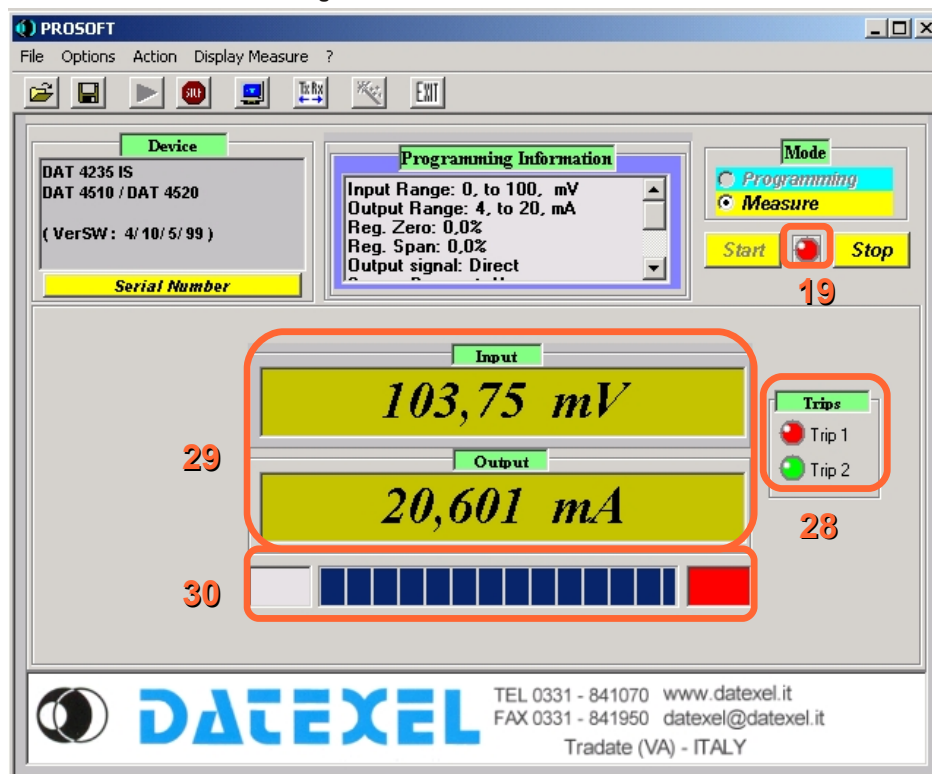 PROSOFT
File Options Action Display Measure ?
STOP
Tx Rx
EXIT
Device
DAT 4235 IS
DAT 4510 / DAT 4520
( VerSW : 4/ 10/ 5/ 99 )
Serial Number
Programming Information
Input Range: 0, to 100, mV
Output Range: 4, to 20, mA
Reg. Zero: 0,0%
Reg. Span: 0,0%
Output signal: Direct
Mode
Programming
Measure
Start
Stop
19
Input
103,75 mV
Output
20,601 mA
29
Trips
Trip 1
Trip 2
28
30
DATEXEL
TEL 0331 - 841070 www.datexel.it
FAX 0331 - 841950 datexel@datexel.it
Tradate (VA) - ITALY